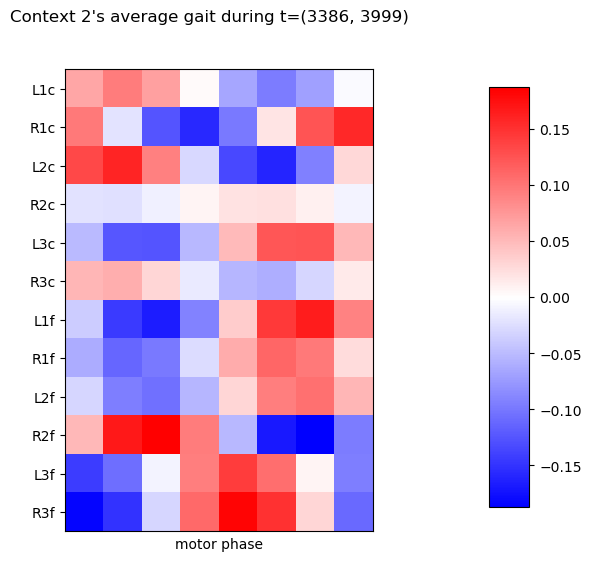 Context 2's average gait during t=(3386, 3999)
L1c
R1c
L2c
R2c
L3c
R3c
L1f
R1f
L2f
R2f
L3f
R3f
motor phase
0.15
0.10
0.05
0.00
−0.05
−0.10
−0.15